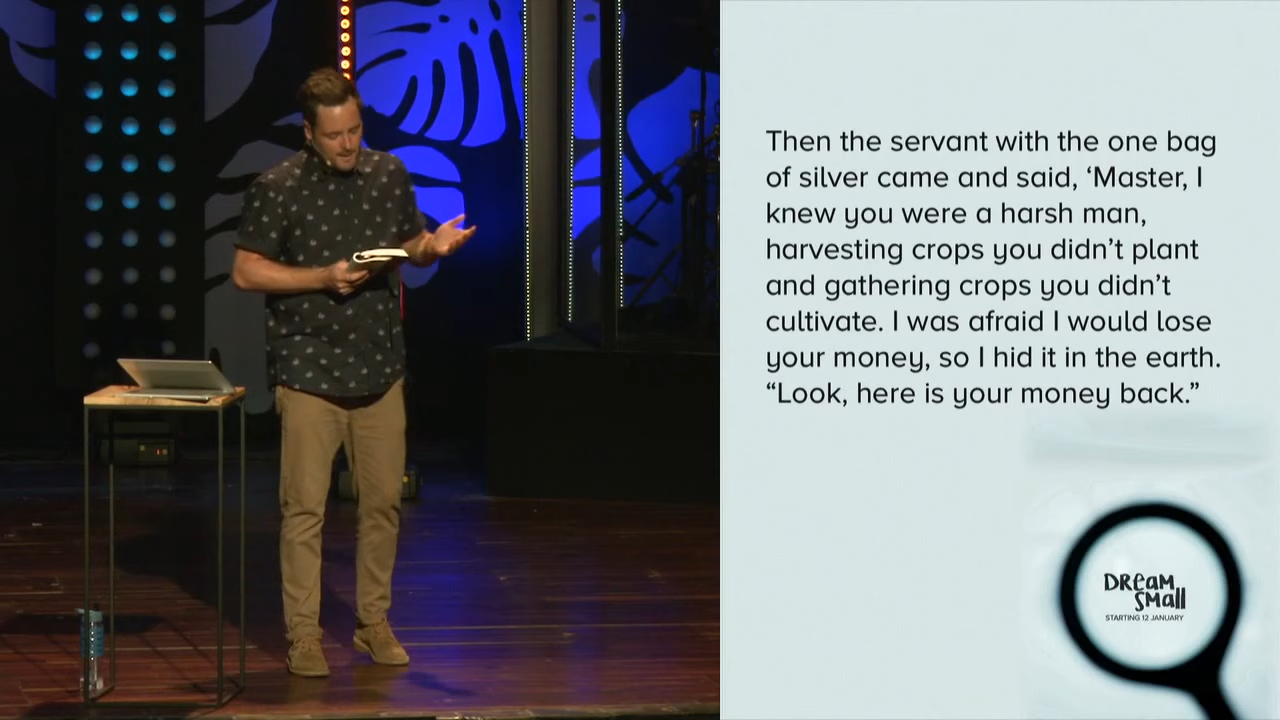 Then the servant with the one bag
of silver came and said, ‘Master, I
knew you were a harsh man,
harvesting crops you didn’t plant
and gathering crops you didn’t
cultivate. I was afraid I would lose
your money, so I hid it in the earth.
“Look, here is your money back.”
DReam
Small
STARTING 12 JANUARY